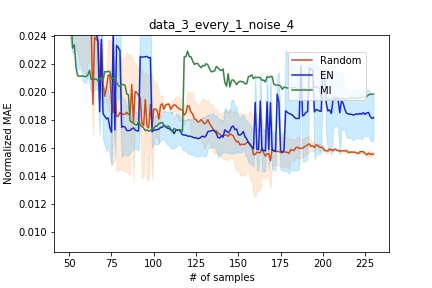 data_3_every_1_noise_4
Normalized MAE
0.024
0.022
0.020
0.018
0.016
0.014
0.012
0.010
Random
EN
MI
50 75 100 125 150 175 200 225
# of samples